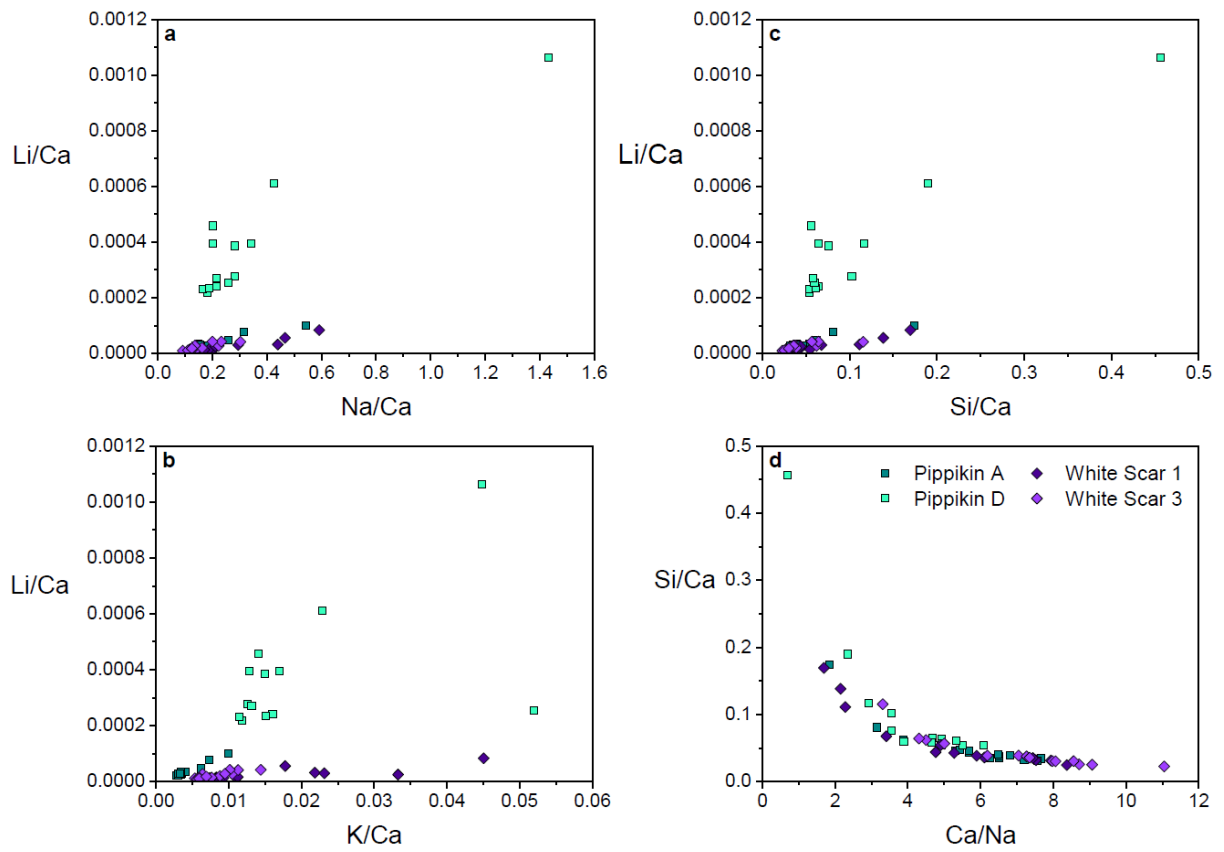 a
0.0012
0.0010
0.0008
0.0006
0.0004
0.0002
0.0000
Li/Ca
0.0 0.2 0.4 0.6 0.8 1.0 1.2 1.4 1.6
Na/Ca
c
0.0012
0.0010
0.0008
0.0006
0.0004
0.0002
0.0000
Li/Ca
0.0 0.1 0.2 0.3 0.4 0.5
Si/Ca
b
0.0012
0.0010
0.0008
0.0006
0.0004
0.0002
0.0000
Li/Ca
0.00 0.01 0.02 0.03 0.04 0.05 0.06
K/Ca
d
Pippikin A White Scar 1
Pippikin D White Scar 3
0.5
0.4
0.3
0.2
0.1
0.0
Si/Ca
0 2 4 6 8 10 12
Ca/Na